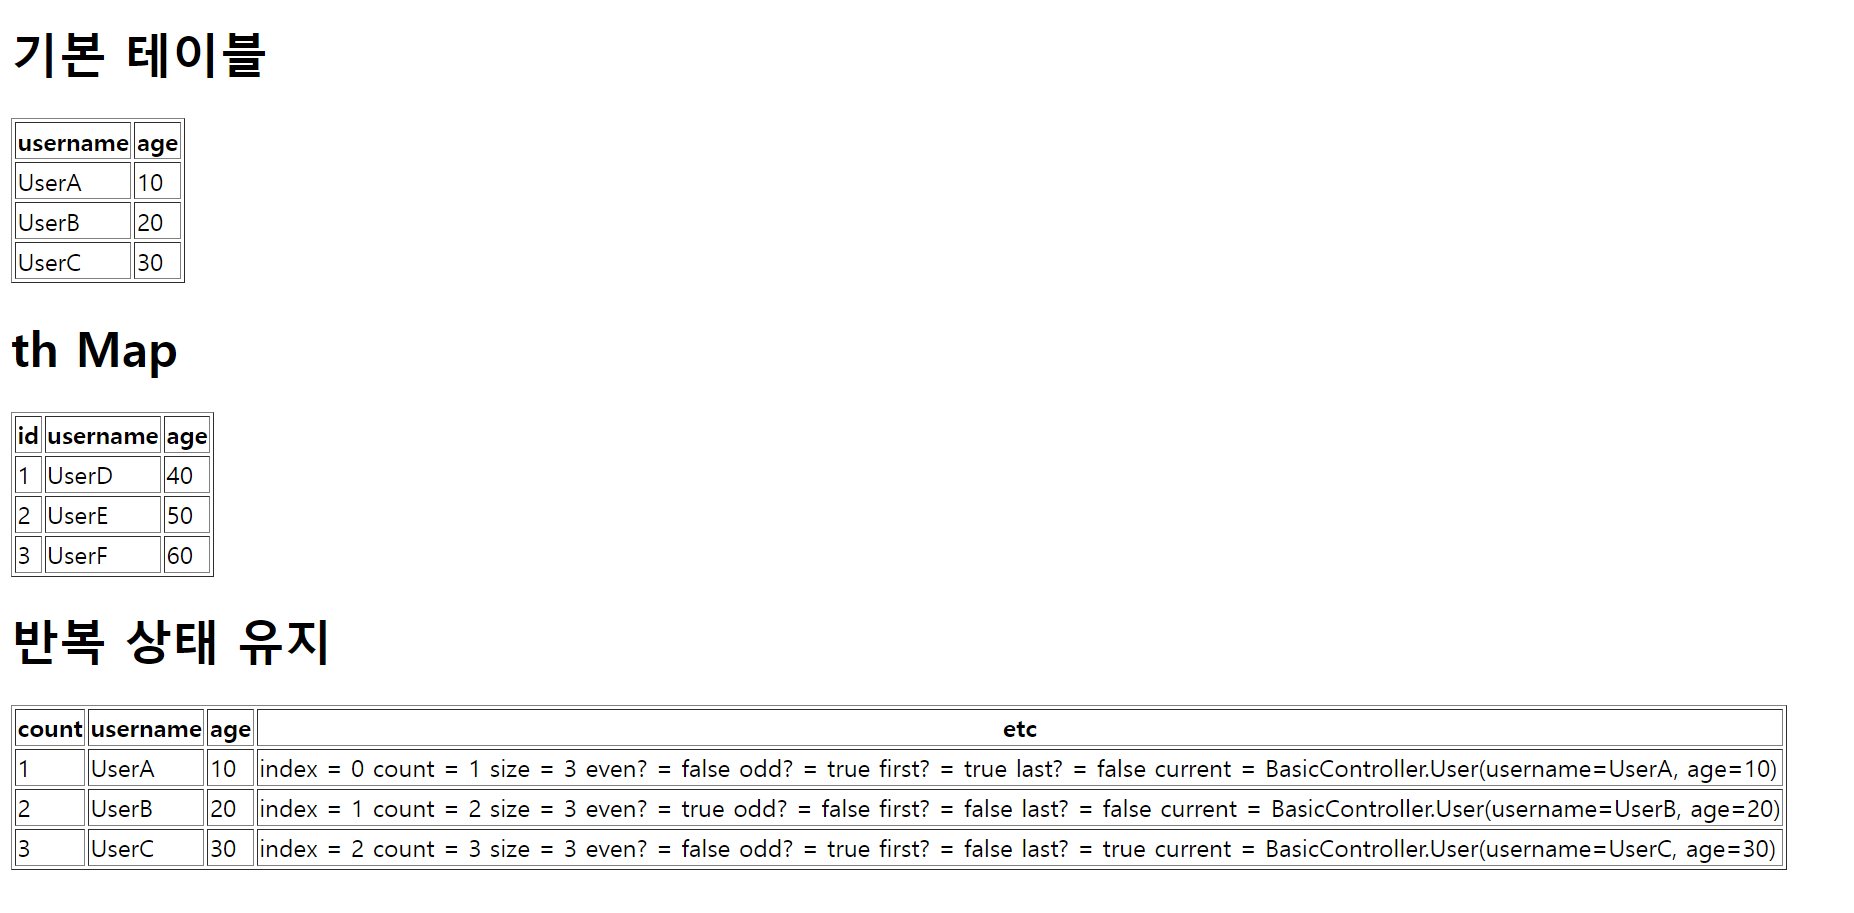 기본 테이블
username age
UserA 10
UserB 20
UserC 30
th Map
id username age
1 UserD 40
2 UserE 50
3 UserF 60
반복 상태 유지
count username age etc
1 UserA 10 index = 0 count = 1 size = 3 even? = false odd? = true first? = true last? = false current = BasicController.User(username=UserA, age=10)
2 UserB 20 index = 1 count = 2 size = 3 even? = true odd? = false first? = false last? = false current = BasicController.User(username=UserB, age=20)
3 UserC 30 index = 2 count = 3 size = 3 even? = false odd? = true first? = false last? = true current = BasicController.User(username=UserC, age=30)